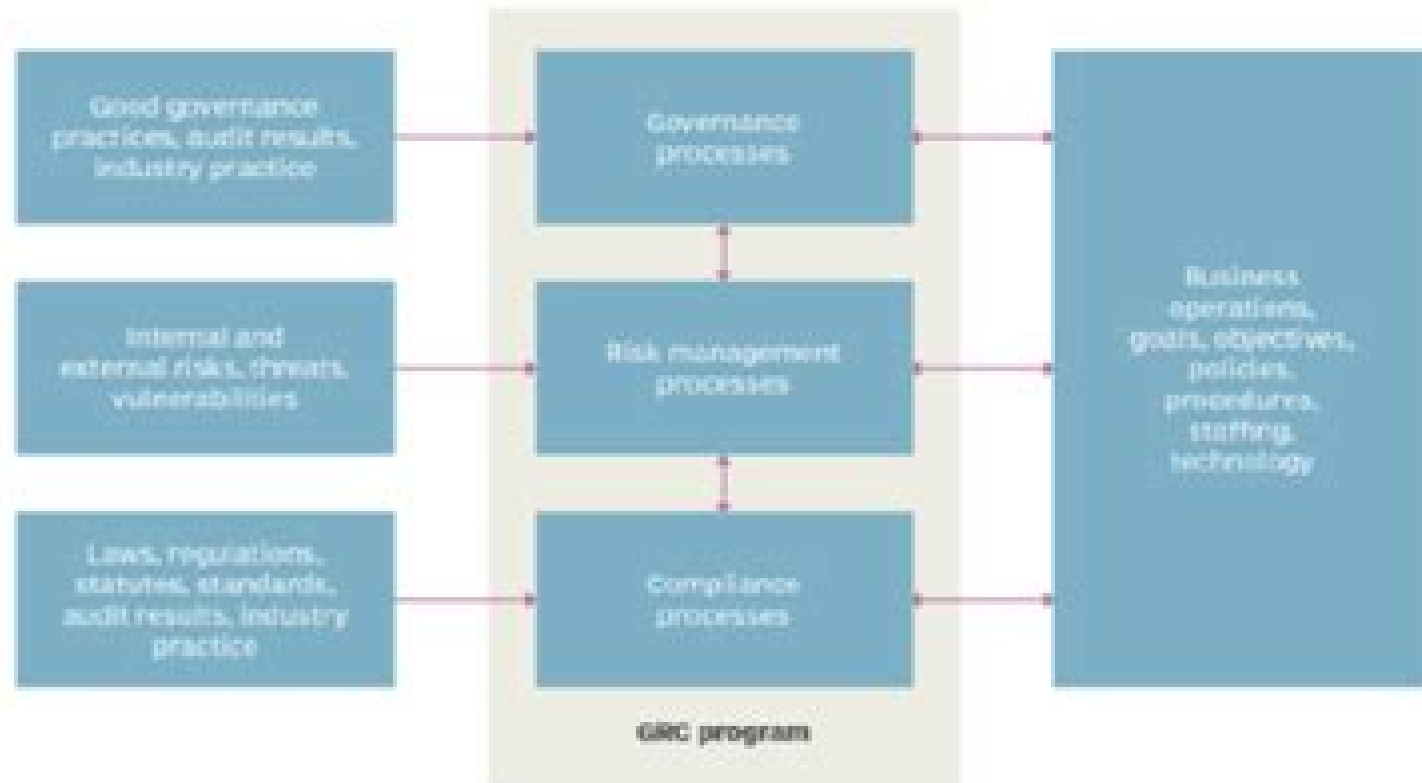 Good governance
practices, audit results,
industry practice
Governance
processes
Internal and
external risks, threats,
vulnerabilities
Risk management
processes
Laws, regulations,
statutes, standards,
audit results, industry
practice
Compliance
processes
Business
operations,
goals, objectives,
policies,
procedures,
staffing,
technology
GRC program